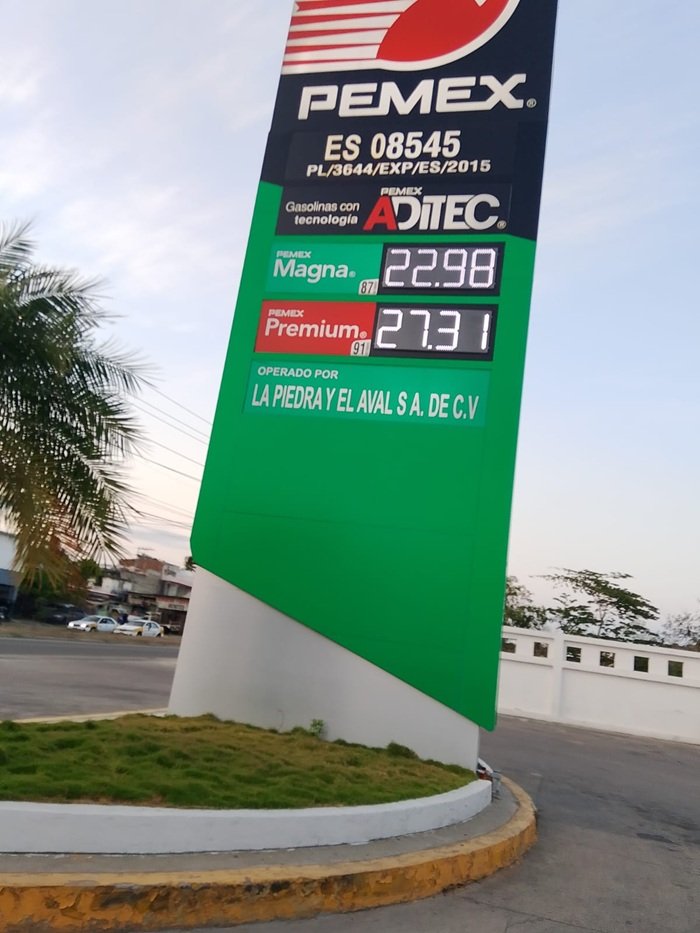 PEMEX®
ES 08545
PL/3644/EXP/ES/2015
Gasolinas con tecnología
PEMEX
ADITEC®
PEMEX
Magna®
87
22.98
PEMEX
Premium®
91
27.31
OPERADO POR
LA PIEDRA Y EL AVAL S A. DE C.V